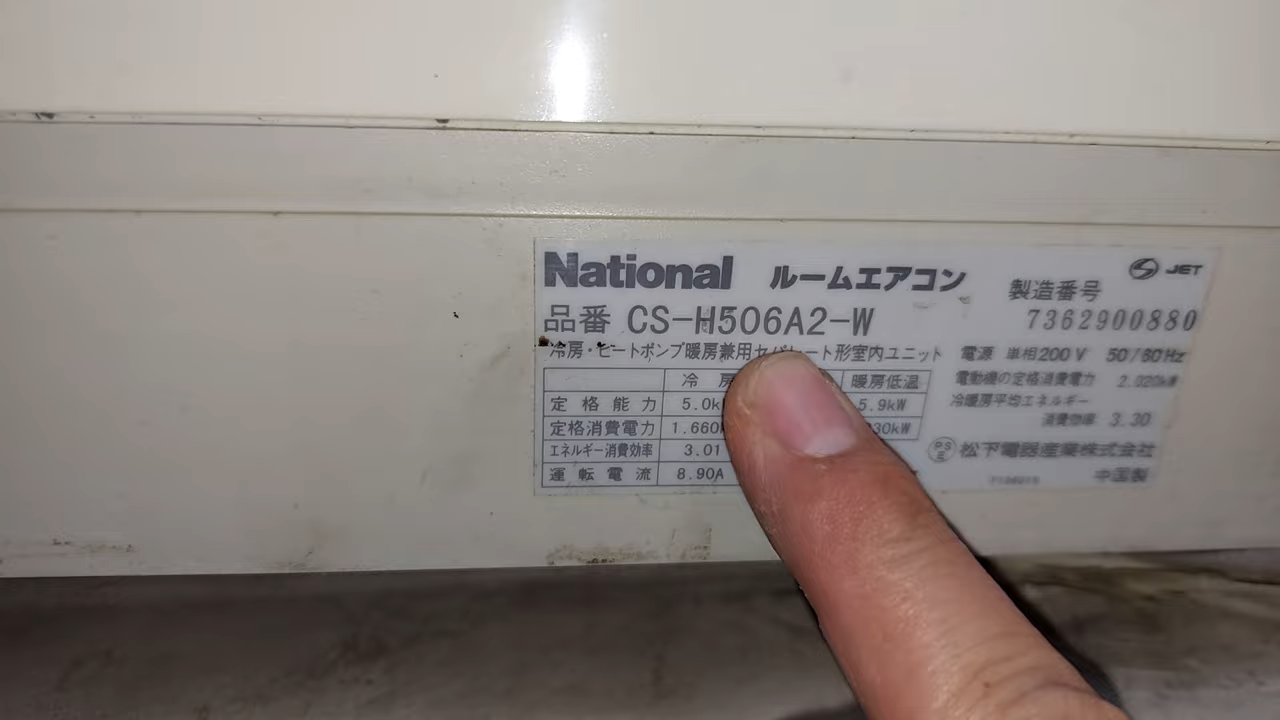 National ルームエアコン
JET
製造番号
品番 CS-H506A2-W
7362900880
冷房・ヒートポンプ暖房兼用セパレート形室内ユニット
電源 単相200V 50/60Hz
冷房 暖房低温
電動機の定格消費電力 2.020kW
定格能力 5.0k 5.9kW
冷暖房平均エネルギー
消費効率 3.30
定格消費電力 1.660 30kW
エネルギー消費効率 3.01
PSE 松下電器産業株式会社
運転電流 8.90A
中国製